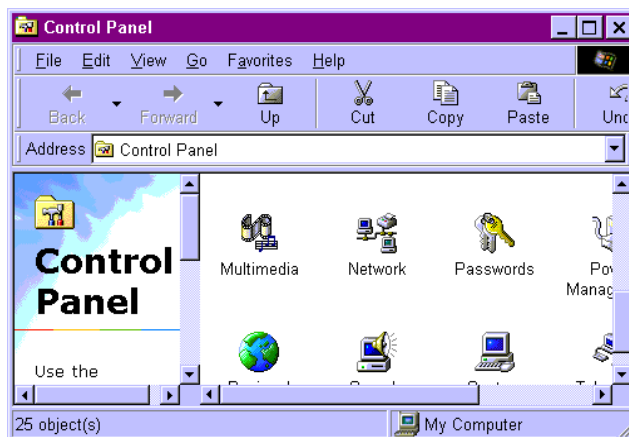 Control Panel
File Edit View Go Favorites Help
Back Forward Up Cut Copy Paste
Address Control Panel
Control
Panel
Use the
Multimedia Network Passwords
25 object(s) My Computer